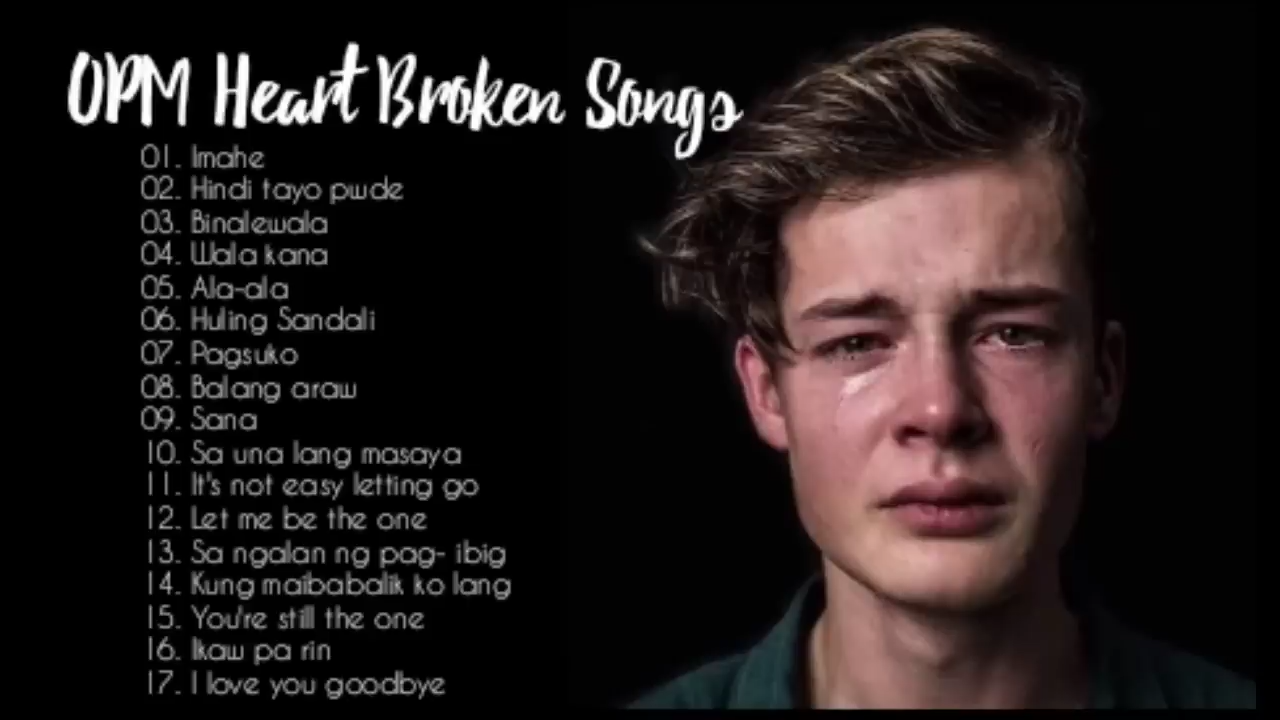 OPM Heart Broken Songs
01. Imahe
02. Hindi tayo pwde
03. Binalewala
04. Wala kana
05. Ala-ala
06. Huling Sandali
07. Pagsuko
08. Balang araw
09. Sana
10. Sa una lang masaya
11. It's not easy letting go
12. Let me be the one
13. Sa ngalan ng pag- ibig
14. Kung maibabalik ko lang
15. You're still the one
16. Ikaw pa rin
17. I love you goodbye